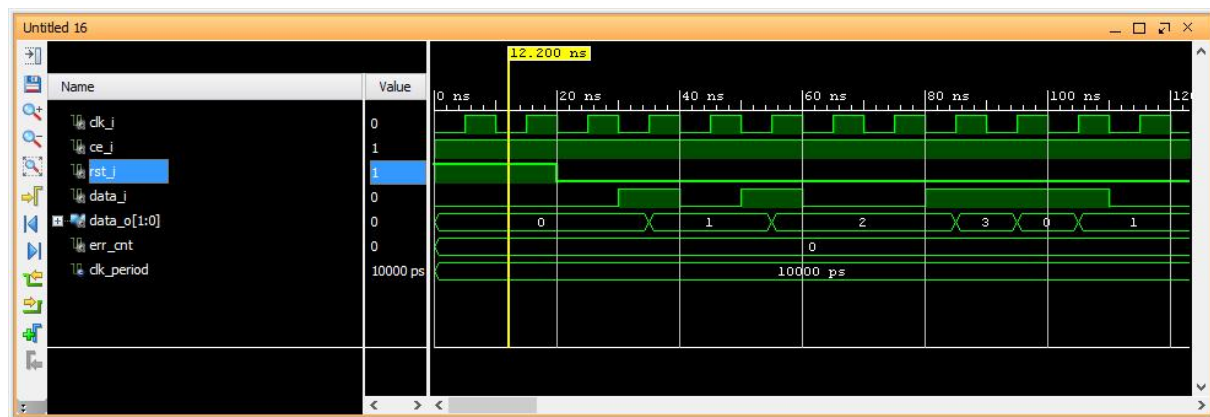 Untitled 16
12.200 ns
Name Value
0 ns 20 ns 40 ns 60 ns 80 ns 100 ns 12
clk_i 0
ce_i 1
rst_i 1
data_i 0
data_o[1:0] 0 0 1 2 3 0 1
err_cnt 0 0
clk_period 10000 ps 10000 ps